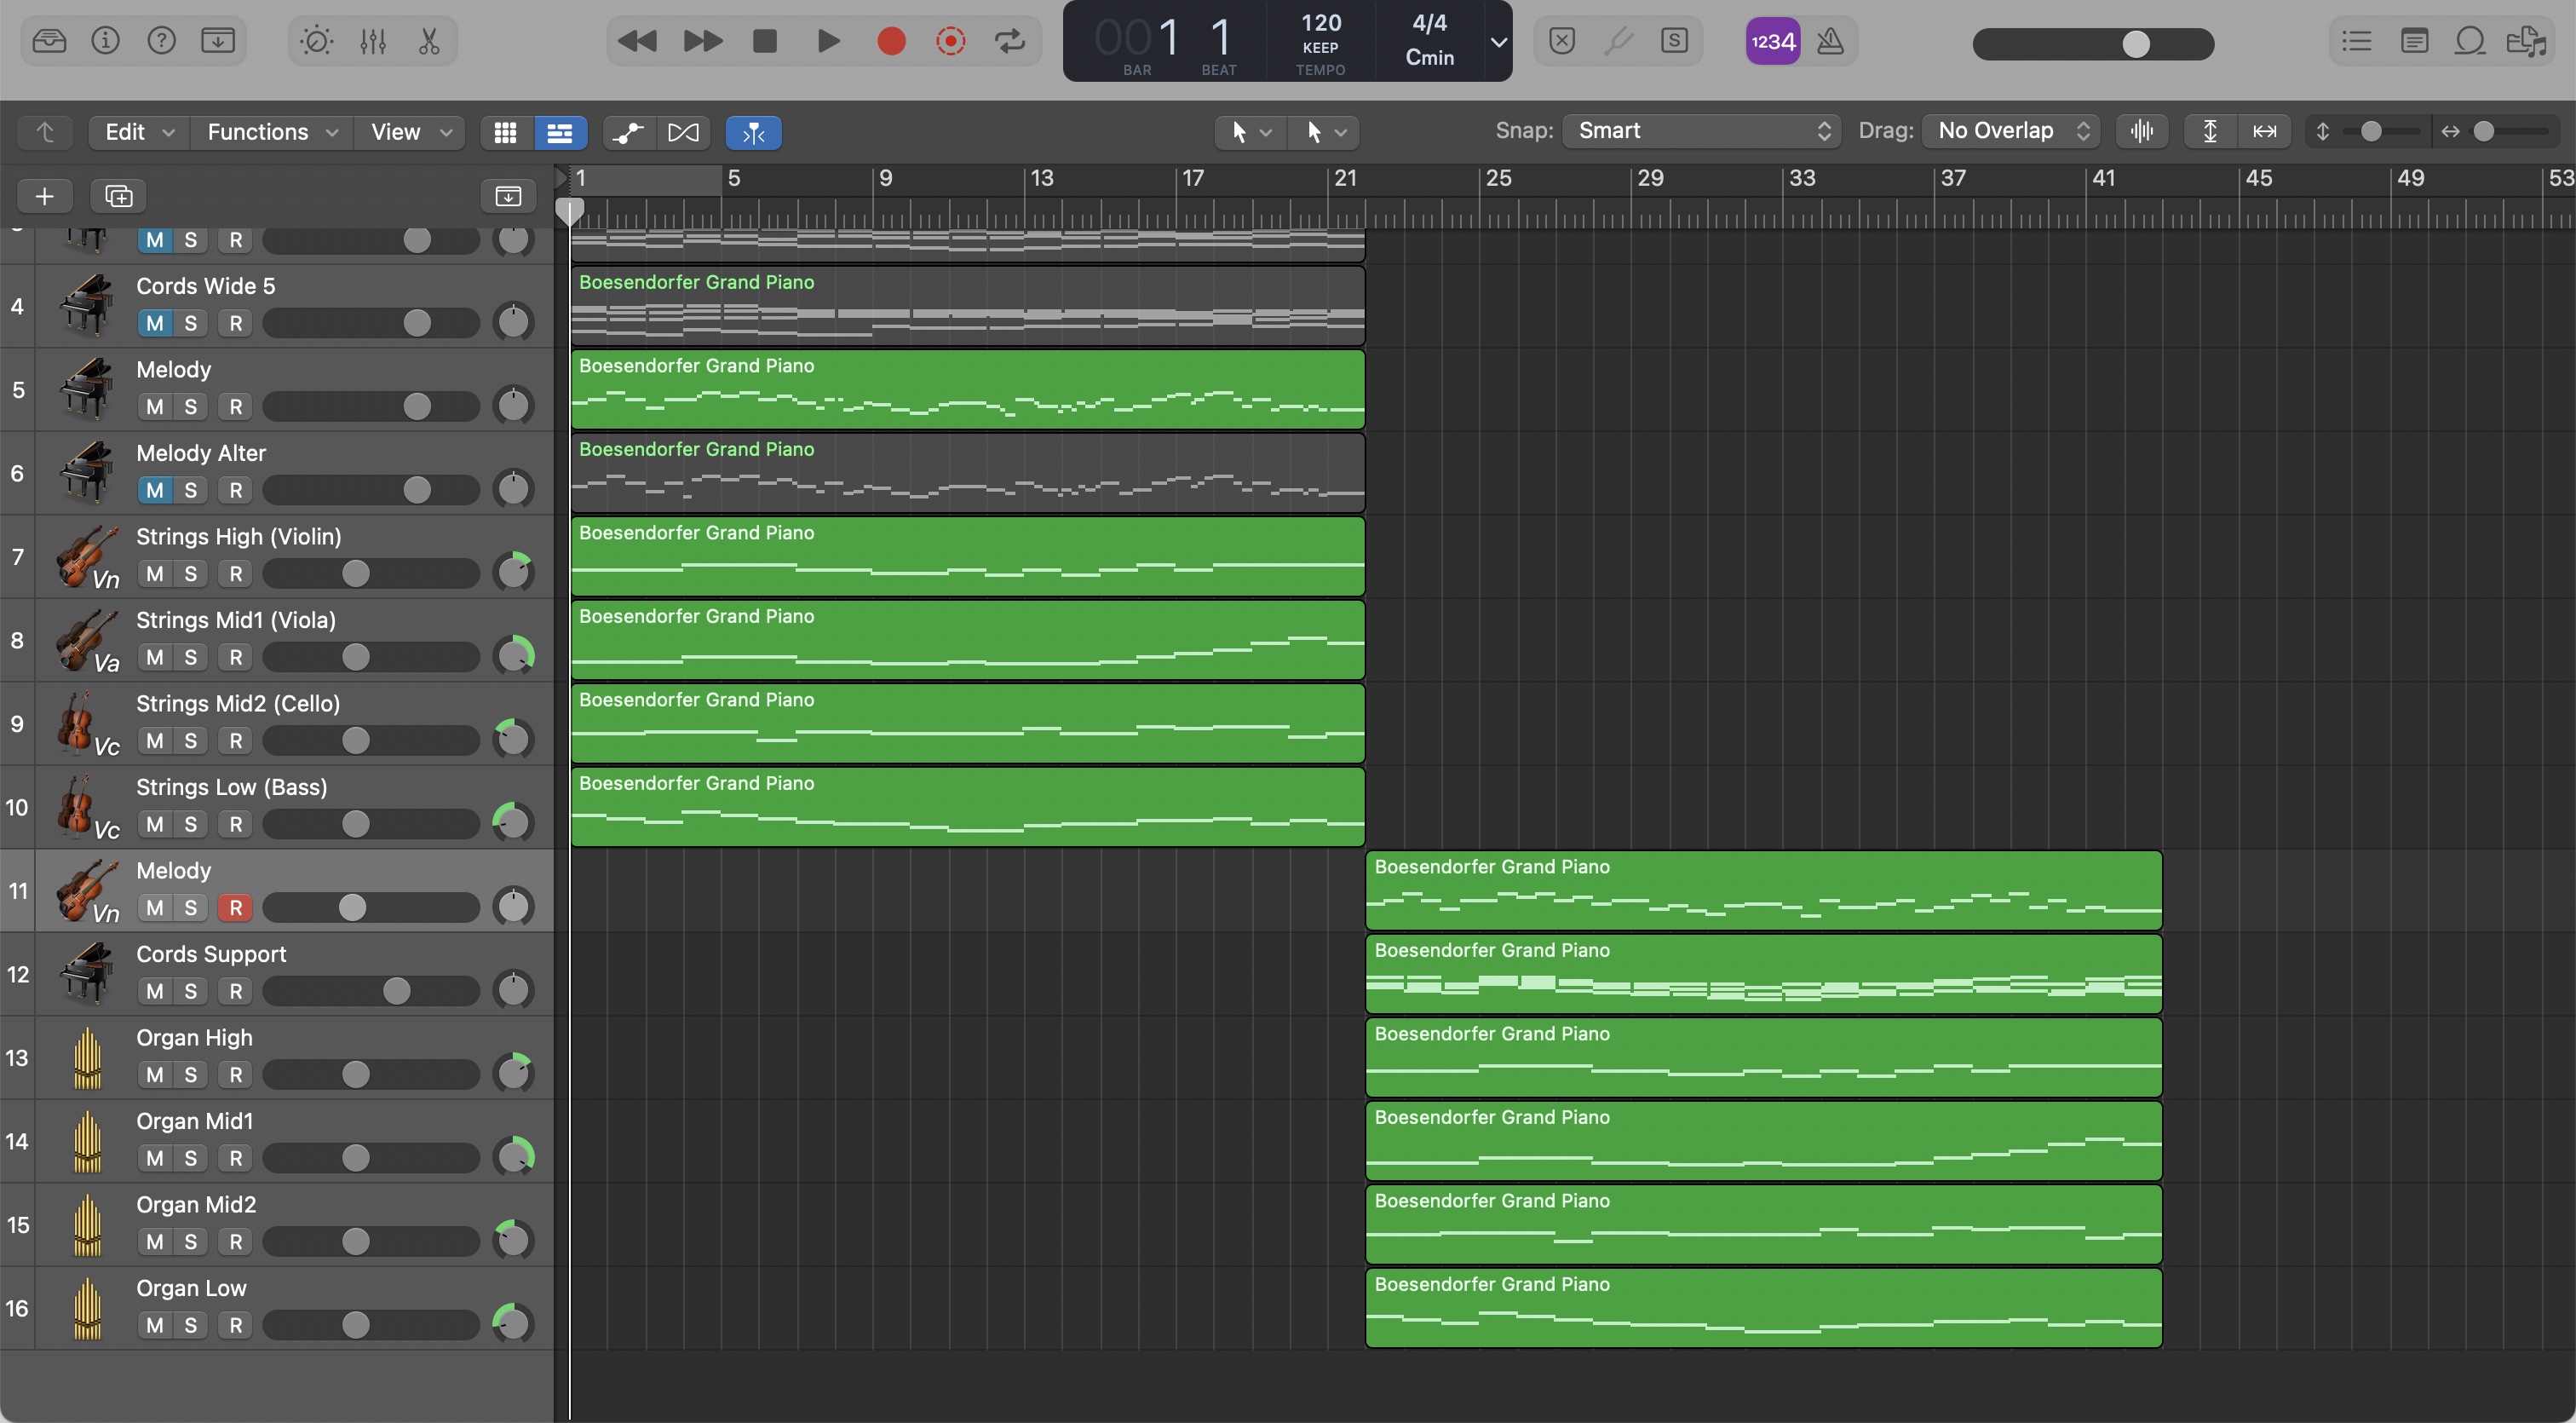 001 1 120 4/4
KEEP Cmin
BAR BEAT TEMPO
S 1234
Edit Functions View Snap: Smart Drag: No Overlap
1 5 9 13 17 21 25 29 33 37 41 45 49 53
M S R
4 Cords Wide 5 Boesendorfer Grand Piano
M S R
5 Melody Boesendorfer Grand Piano
M S R
6 Melody Alter Boesendorfer Grand Piano
M S R
7 Strings High (Violin) Boesendorfer Grand Piano
Vn M S R
8 Strings Mid1 (Viola) Boesendorfer Grand Piano
Va M S R
9 Strings Mid2 (Cello) Boesendorfer Grand Piano
Vc M S R
10 Strings Low (Bass) Boesendorfer Grand Piano
Vc M S R
11 Melody Boesendorfer Grand Piano
Vn M S R
12 Cords Support Boesendorfer Grand Piano
M S R
13 Organ High Boesendorfer Grand Piano
M S R
14 Organ Mid1 Boesendorfer Grand Piano
M S R
15 Organ Mid2 Boesendorfer Grand Piano
M S R
16 Organ Low Boesendorfer Grand Piano
M S R